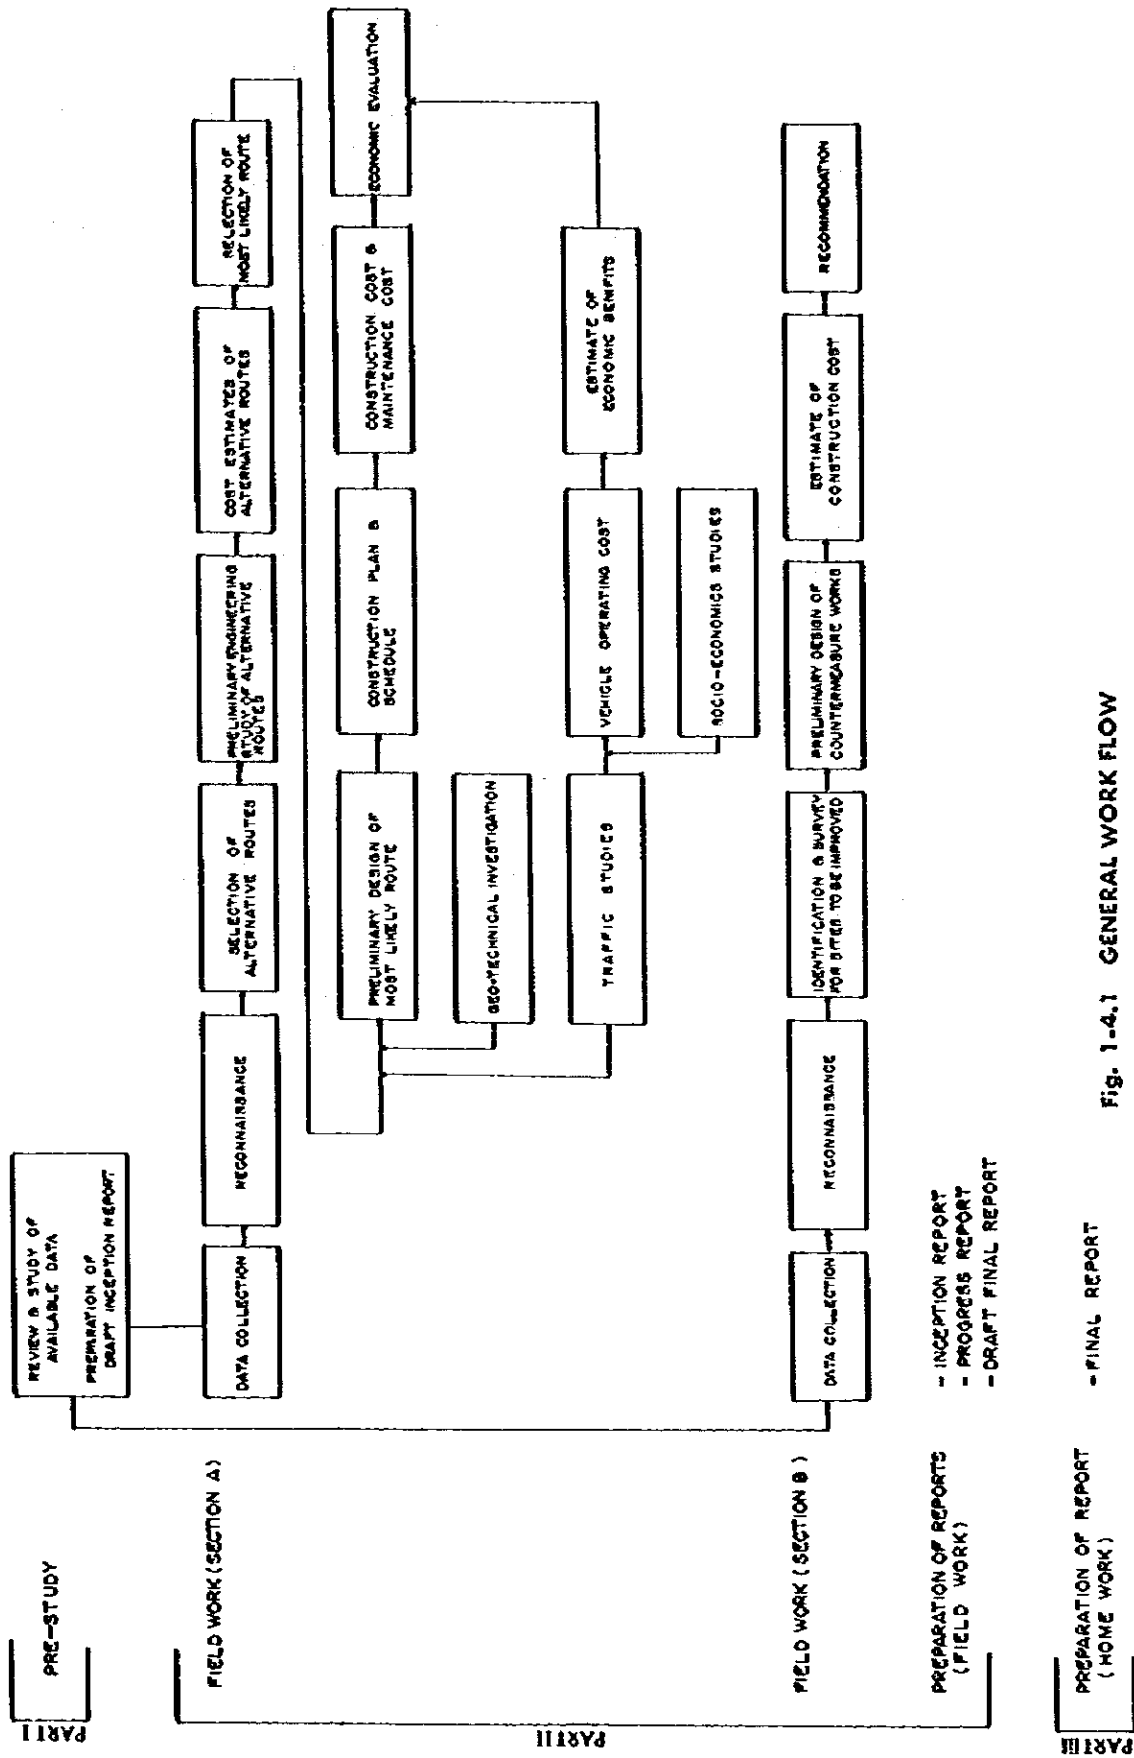 PART I
PRE-STUDY
REVIEW & STUDY OF
AVAILABLE DATA
PREPARATION OF
DRAFT INCEPTION REPORT
PART II
FIELD WORK (SECTION A)
DATA COLLECTION
RECONNAISSANCE
SELECTION OF
ALTERNATIVE ROUTES
PRELIMINARY ENGINEERING
STUDY OF ALTERNATIVE
ROUTES
COST ESTIMATES OF
ALTERNATIVE ROUTES
SELECTION OF
MOST LIKELY ROUTE
PRELIMINARY DESIGN OF
MOST LIKELY ROUTE
CONSTRUCTION PLAN &
SCHEDULE
CONSTRUCTION COST &
MAINTENANCE COST
ECONOMIC EVALUATION
GEO-TECHNICAL INVESTIGATION
TRAFFIC STUDIES
VEHICLE OPERATING COST
ESTIMATE OF
ECONOMIC BENIFITS
SOCIO-ECONOMICS STUDIES
FIELD WORK (SECTION B)
DATA COLLECTION
RECONNAISSANCE
IDENTIFICATION & SURVEY
FOR SITES TO BE IMPROVED
PRELIMINARY DESIGN OF
COUNTERMEASURE WORKS
ESTIMATE OF
CONSTRUCTION COST
RECOMMENDATION
PREPARATION OF REPORTS
(FIELD WORK)
- INCEPTION REPORT
- PROGRESS REPORT
- DRAFT FINAL REPORT
PART III
PREPARATION OF REPORT
(HOME WORK)
- FINAL REPORT
Fig. 1-4.1 GENERAL WORK FLOW